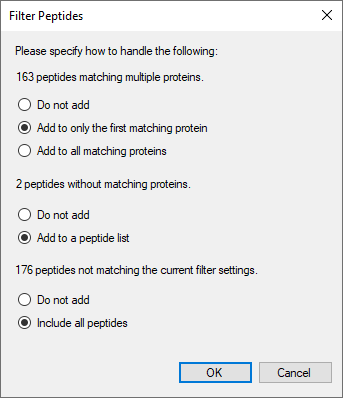 Filter Peptides
Please specify how to handle the following:
163 peptides matching multiple proteins.
Do not add
Add to only the first matching protein
Add to all matching proteins
2 peptides without matching proteins.
Do not add
Add to a peptide list
176 peptides not matching the current filter settings.
Do not add
Include all peptides
OK
Cancel